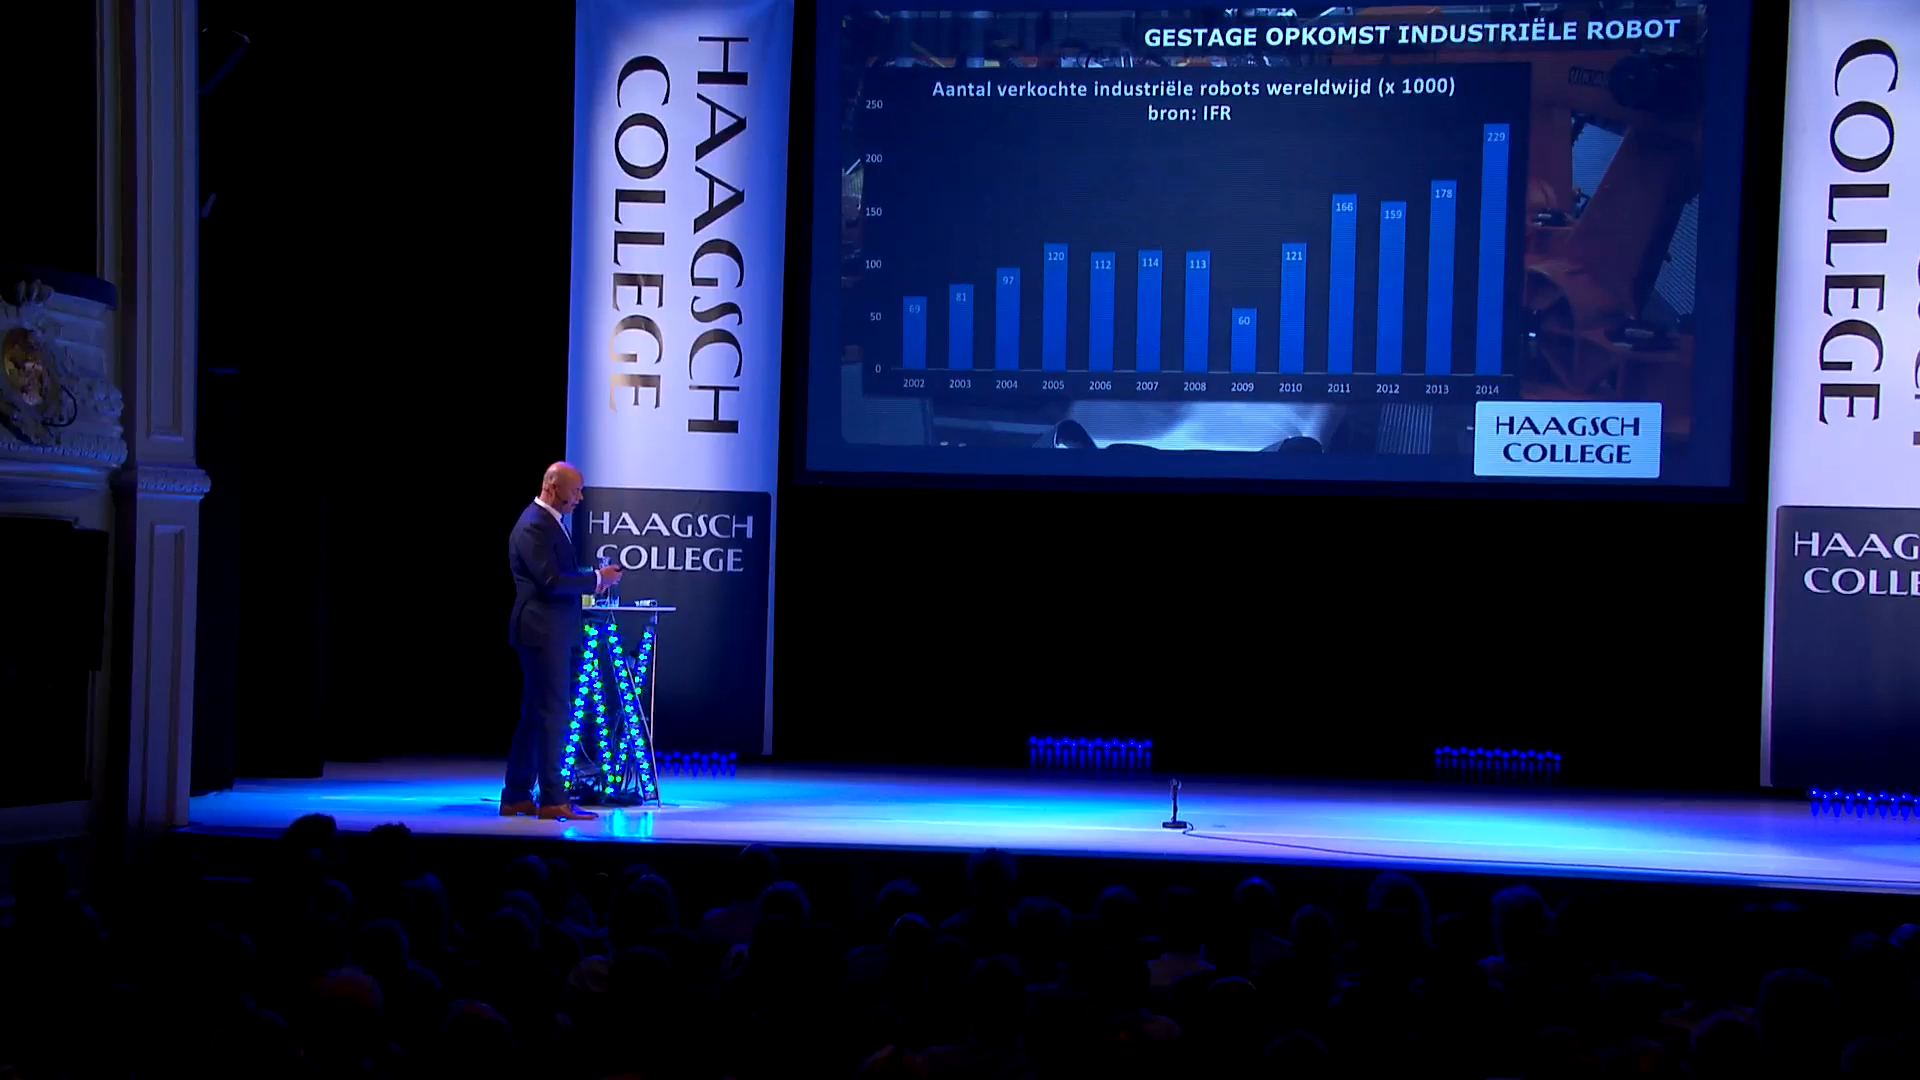 HAAGSCH
COLLEGE
HAAGSCH
COLLEGE
GESTAGE OPKOMST INDUSTRIËLE ROBOT
Aantal verkochte industriële robots wereldwijd (x 1000)
bron: IFR
250
200
150
100
50
0
69
81
97
120
112
114
113
60
121
166
159
178
229
2002 2003 2004 2005 2006 2007 2008 2009 2010 2011 2012 2013 2014
HAAGSCH
COLLEGE
COLLEGE
HAAG
COLLE